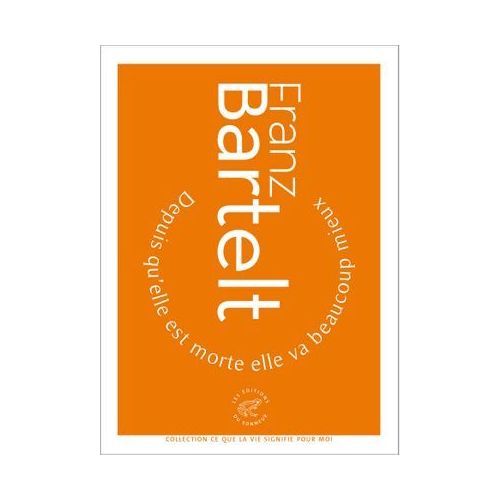 Franz
Bartelt
Depuis qu'elle est morte elle va beaucoup mieux
LES EDITIONS
DU SONNEUR
COLLECTION CE QUE LA VIE SIGNIFIE POUR MOI